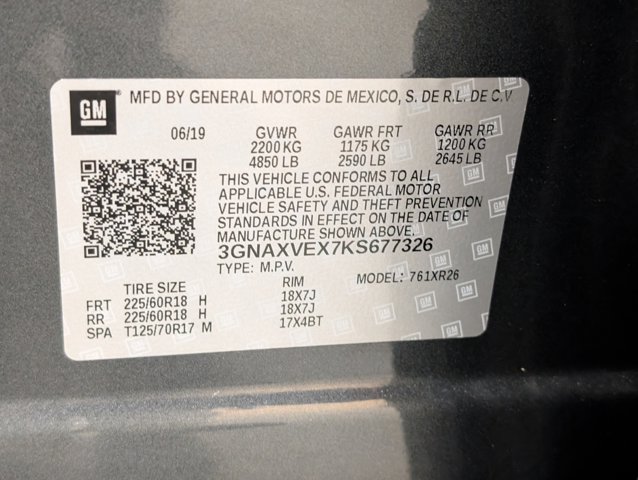 GM MFD BY GENERAL MOTORS DE MEXICO, S. DE R.L. DE C.V
06/19 GVWR GAWR FRT GAWR RR
2200 KG 1175 KG 1200 KG
4850 LB 2590 LB 2645 LB
THIS VEHICLE CONFORMS TO ALL
APPLICABLE U.S. FEDERAL MOTOR
VEHICLE SAFETY AND THEFT PREVENTION
STANDARDS IN EFFECT ON THE DATE OF
MANUFACTURE SHOWN ABOVE.
3GNAXVEX7KS677326
TYPE: M.P.V. MODEL: 761XR26
TIRE SIZE RIM
FRT 225/60R18 H 18X7J
RR 225/60R18 H 18X7J
SPA T125/70R17 M 17X4BT